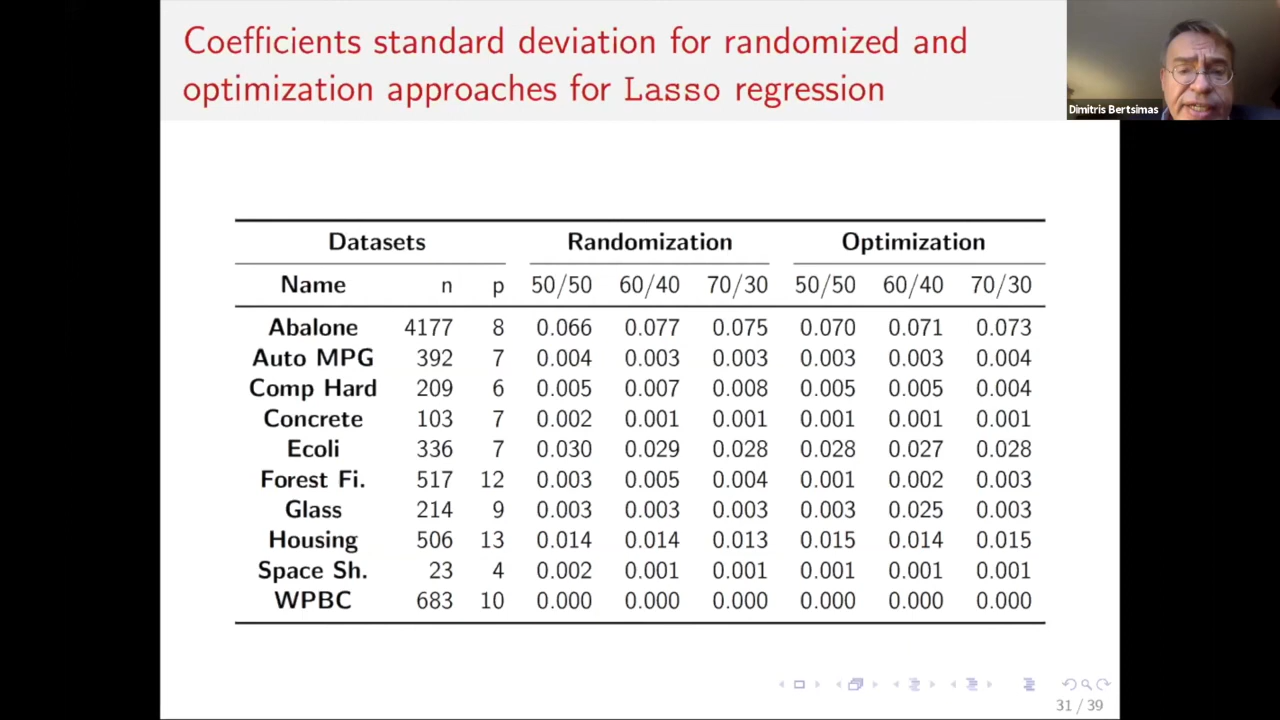 Coefficients standard deviation for randomized and
optimization approaches for Lasso regression
Dimitris Bertsimas
Datasets Randomization Optimization
Name n p 50/50 60/40 70/30 50/50 60/40 70/30
Abalone 4177 8 0.066 0.077 0.075 0.070 0.071 0.073
Auto MPG 392 7 0.004 0.003 0.003 0.003 0.003 0.004
Comp Hard 209 6 0.005 0.007 0.008 0.005 0.005 0.004
Concrete 103 7 0.002 0.001 0.001 0.001 0.001 0.001
Ecoli 336 7 0.030 0.029 0.028 0.028 0.027 0.028
Forest Fi. 517 12 0.003 0.005 0.004 0.001 0.002 0.003
Glass 214 9 0.003 0.003 0.003 0.003 0.025 0.003
Housing 506 13 0.014 0.014 0.013 0.015 0.014 0.015
Space Sh. 23 4 0.002 0.001 0.001 0.001 0.001 0.001
WPBC 683 10 0.000 0.000 0.000 0.000 0.000 0.000
31 / 39